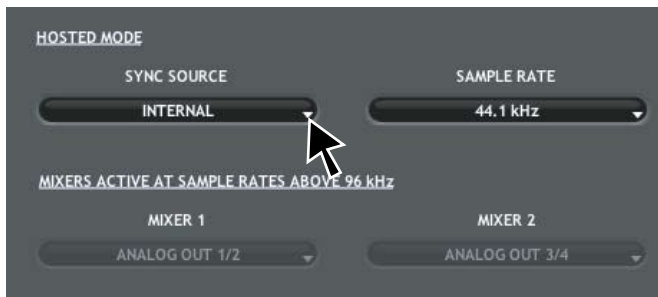 HOSTED MODE
SYNC SOURCE SAMPLE RATE
INTERNAL 44.1 kHz
MIXERS ACTIVE AT SAMPLE RATES ABOVE 96 kHz
MIXER 1 MIXER 2
ANALOG OUT 1/2 ANALOG OUT 3/4